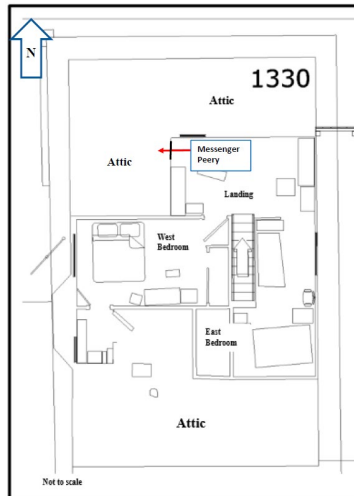 N
1330
Attic
Messenger
Peery
Attic
Landing
West
Bedroom
East
Bedroom
Attic
Not to scale